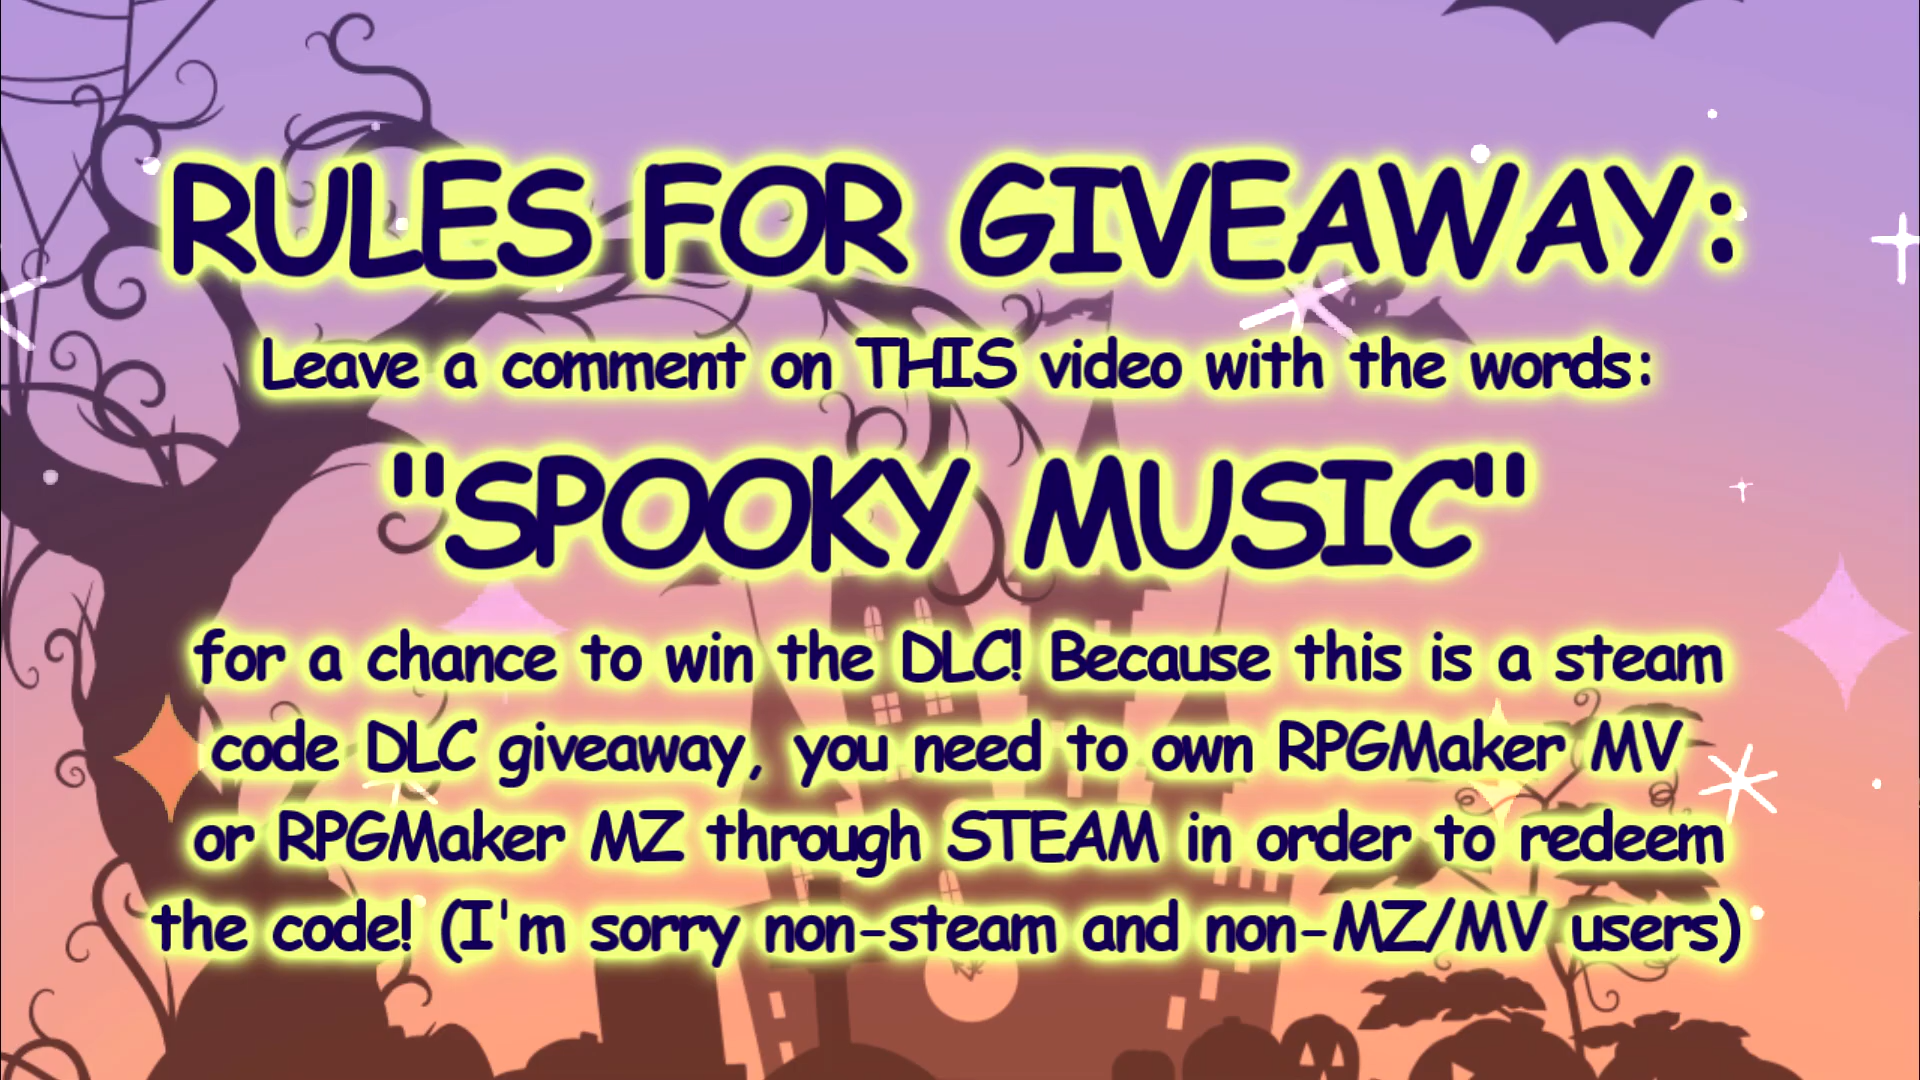 RULES FOR GIVEAWAY:
Leave a comment on THIS video with the words:
"SPOOKY MUSIC"
for a chance to win the DLC! Because this is a steam
code DLC giveaway, you need to own RPGMaker MV
or RPGMaker MZ through STEAM in order to redeem
the code! (I'm sorry non-steam and non-MZ/MV users)